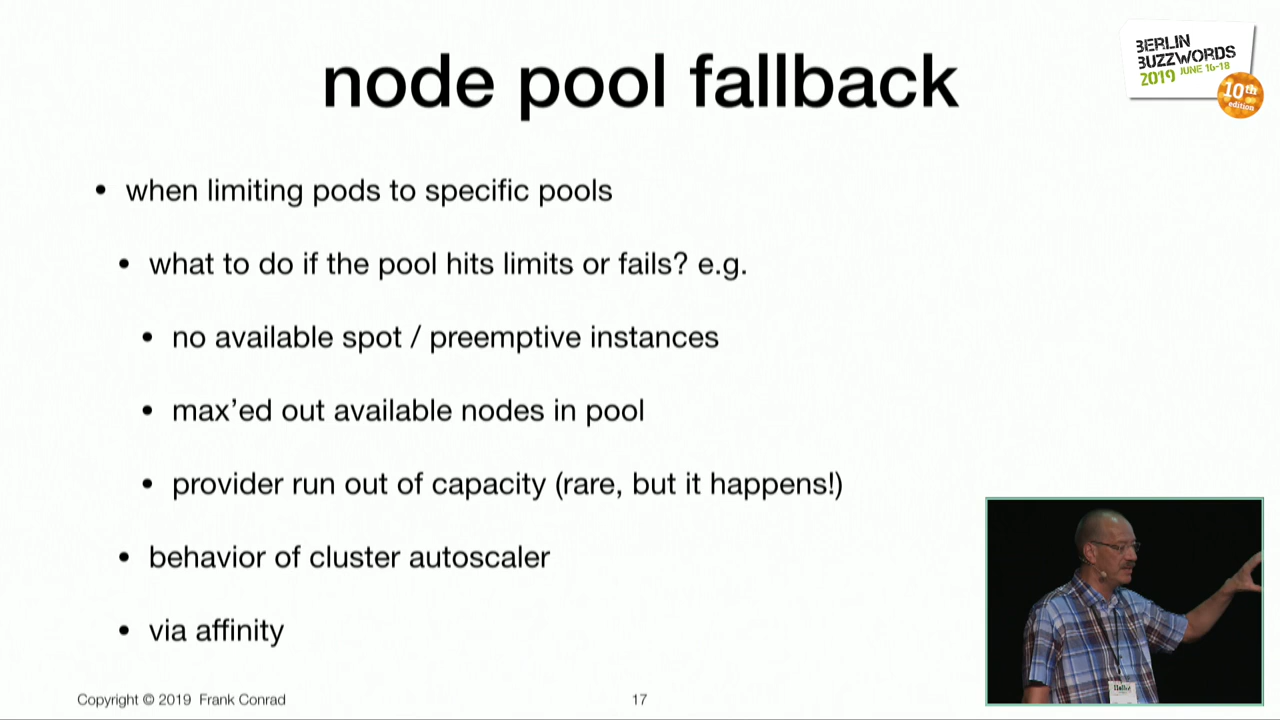 node pool fallback
BERLIN
BUZZWORDS
2019 JUNE 16-18
10th
edition
• when limiting pods to specific pools
• what to do if the pool hits limits or fails? e.g.
• no available spot / preemptive instances
• max’ed out available nodes in pool
• provider run out of capacity (rare, but it happens!)
• behavior of cluster autoscaler
• via affinity
Copyright © 2019 Frank Conrad
17